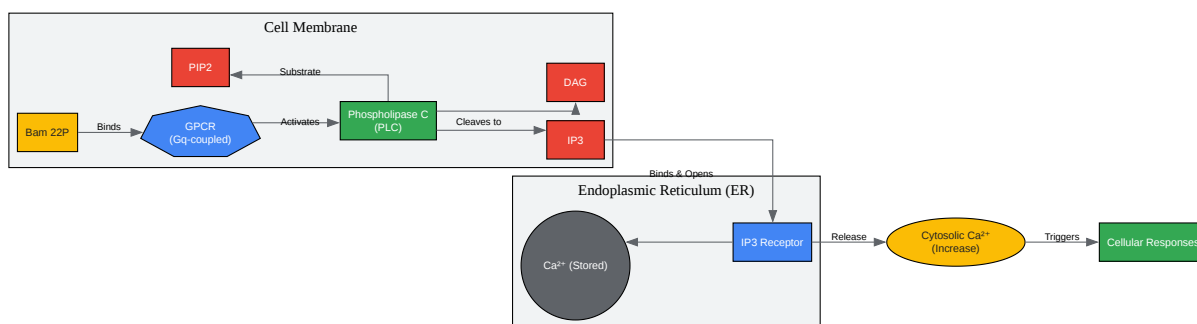 Cell Membrane
PIP2
Substrate
DAG
Bam 22P
Binds
GPCR
(Gq-coupled)
Activates
Phospholipase C
(PLC)
Cleaves to
IP3
Binds & Opens
Endoplasmic Reticulum (ER)
Ca²⁺ (Stored)
IP3 Receptor
Release
Cytosolic Ca²⁺
(Increase)
Triggers
Cellular Responses